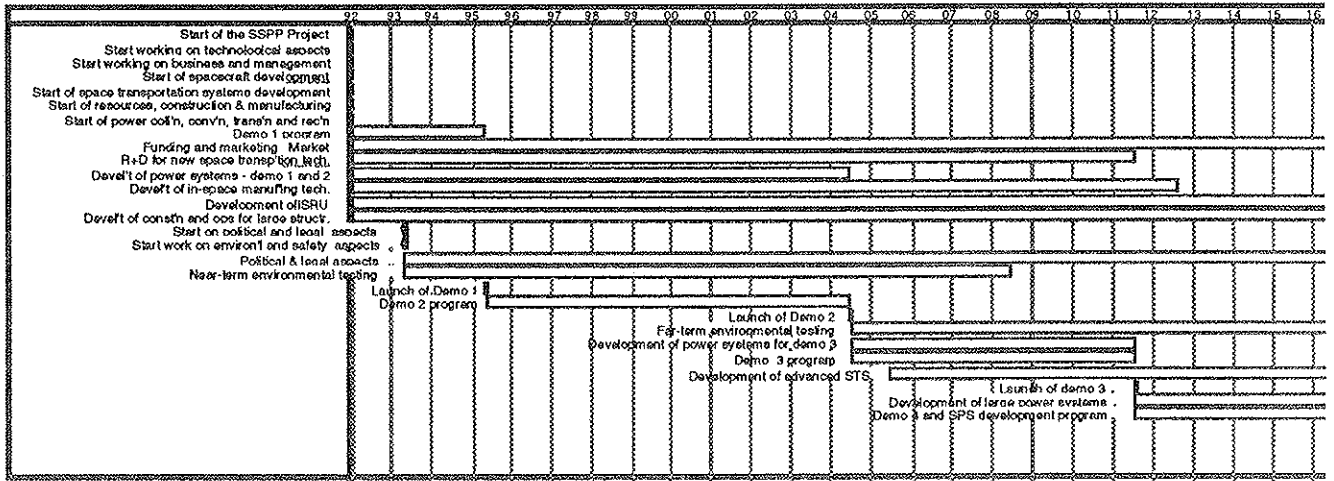 92 93 94 95 96 97 98 99 00 01 02 03 04 05 06 07 08 09 10 11 12 13 14 15 16
Start of the SSPP Project
Start working on technological aspects
Start working on business and management
Start of spacecraft development
Start of space transportation systems development
Start of resources, construction & manufacturing
Start of power coll'n, conv'n, trans'n and rec'n
Demo 1 program
Funding and marketing Market
R+D for new space transp'tion tech.
Devel't of power systems - demo 1 and 2
Devel't of in-space manuf'ing tech.
Development of ISRU
Devel't of const'n and ops for large struct.
Start on political and legal aspects
Start work on environ'l and safety aspects
Political & legal aspects
Near-term environmental testing
Launch of Demo 1
Demo 2 program
Launch of Demo 2
Far-term environmental testing
Development of power systems for demo 3
Demo 3 program
Development of advanced STS
Launch of demo 3
Development of large power systems
Demo 4 and SPS development program